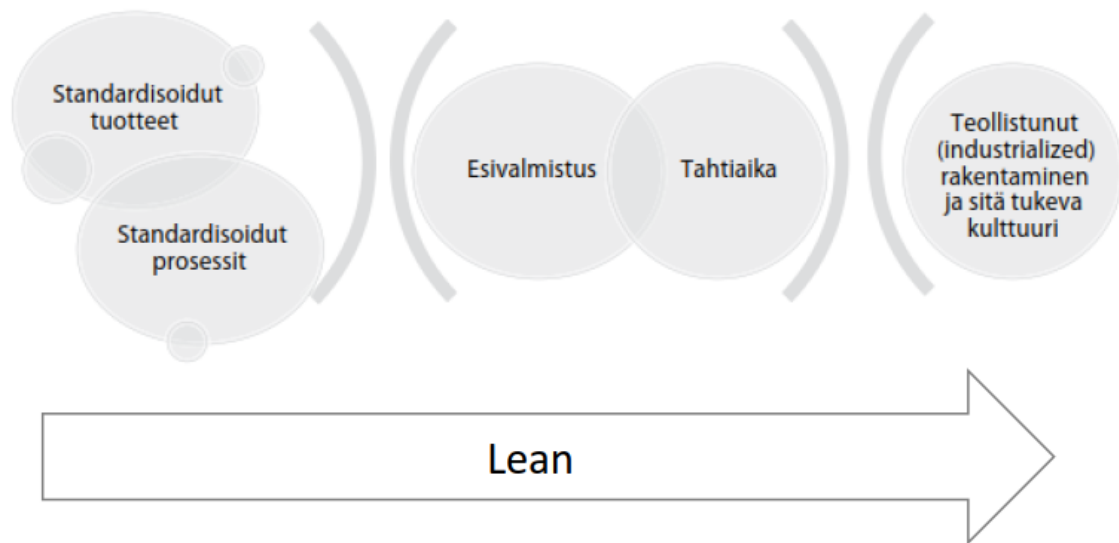 Standardisoidut
tuotteet
Standardisoidut
prosessit
Esivalmistus
Tahtiaika
Teollistunut
(industrialized)
rakentaminen
ja sitä tukeva
kulttuuri
Lean